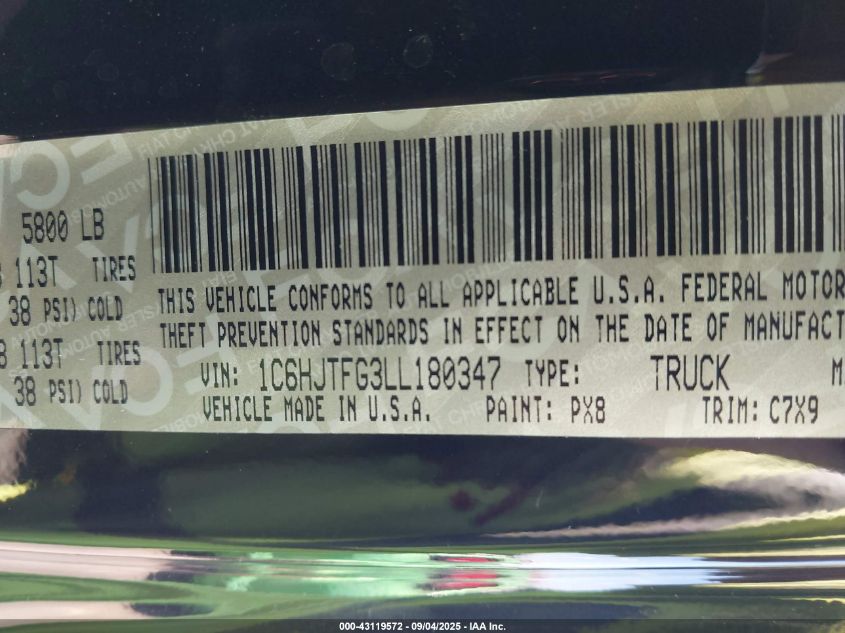 5800 LB
113T TIRES
38 PSI) COLD
113T TIRES
38 PSI) COLD
THIS VEHICLE CONFORMS TO ALL APPLICABLE U.S.A. FEDERAL MOTOR
THEFT PREVENTION STANDARDS IN EFFECT ON THE DATE OF MANUFACT
VIN: 1C6HJTFG3LL180347 TYPE: TRUCK M
VEHICLE MADE IN U.S.A. PAINT: PX8 TRIM: C7X9
000-43119572 - 09/04/2025 - IAA Inc.